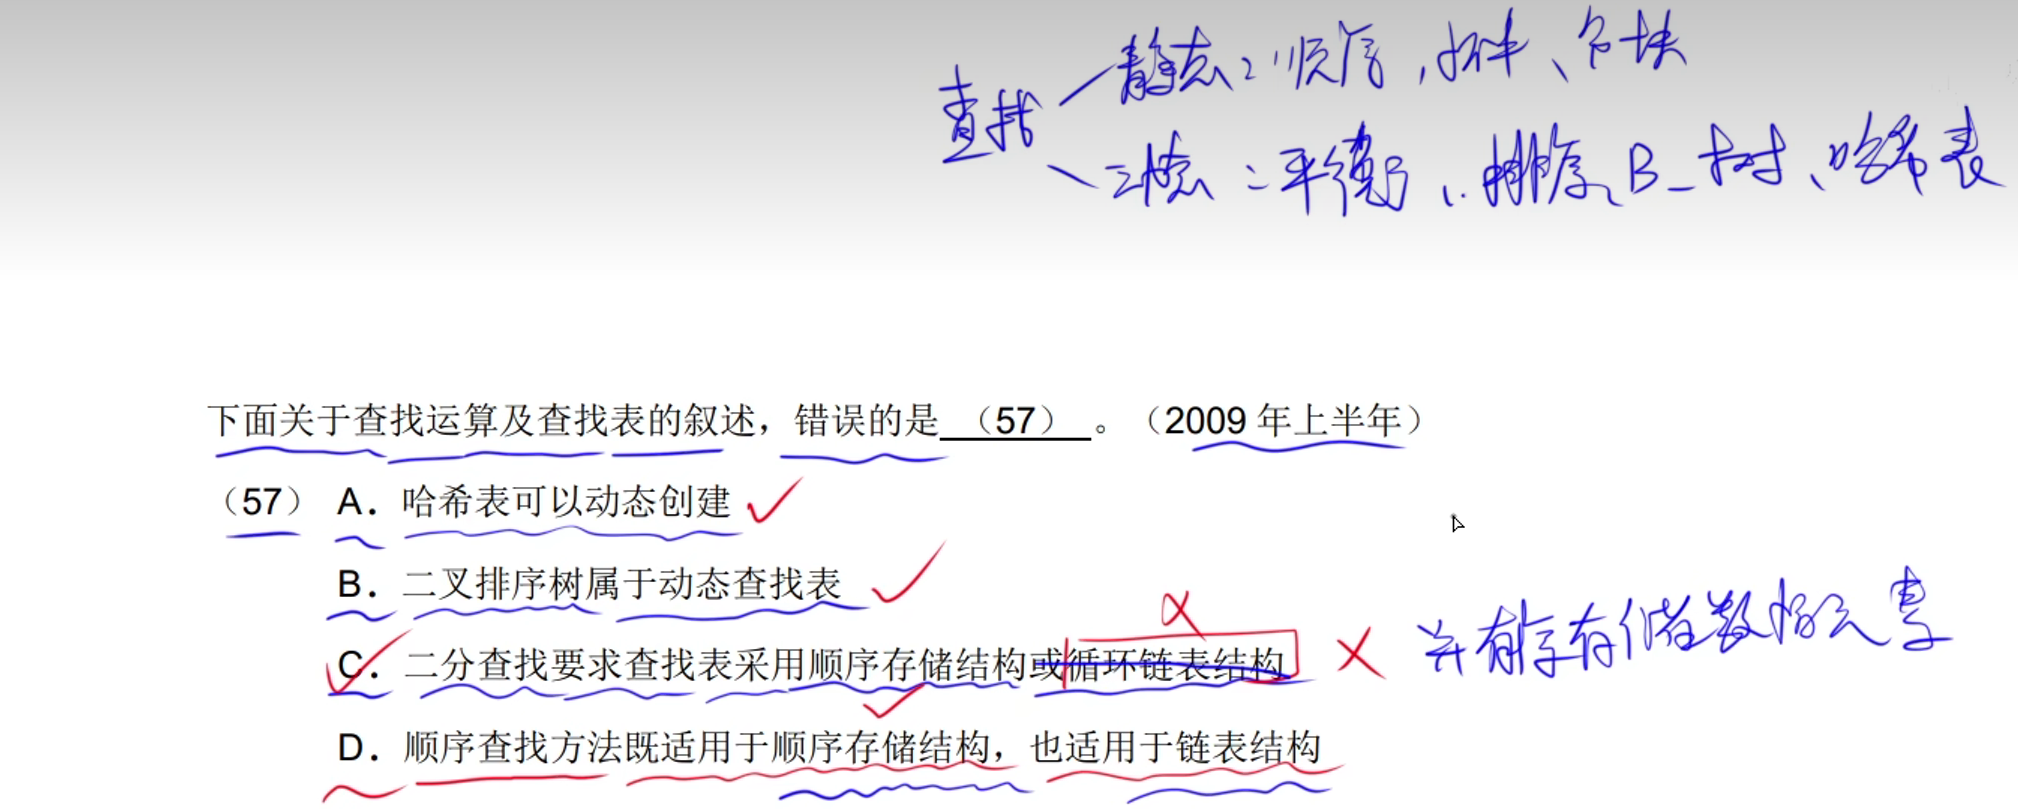 查找
静态：顺序，折半、分块
动态：平衡、排序、B_树、哈希表
下面关于查找运算及查找表的叙述，错误的是（57）。（2009年上半年）
（57） A．哈希表可以动态创建
B．二叉排序树属于动态查找表
C．二分查找要求查找表采用顺序存储结构或循环链表结构
并有序存储数据元素
D．顺序查找方法既适用于顺序存储结构，也适用于链表结构